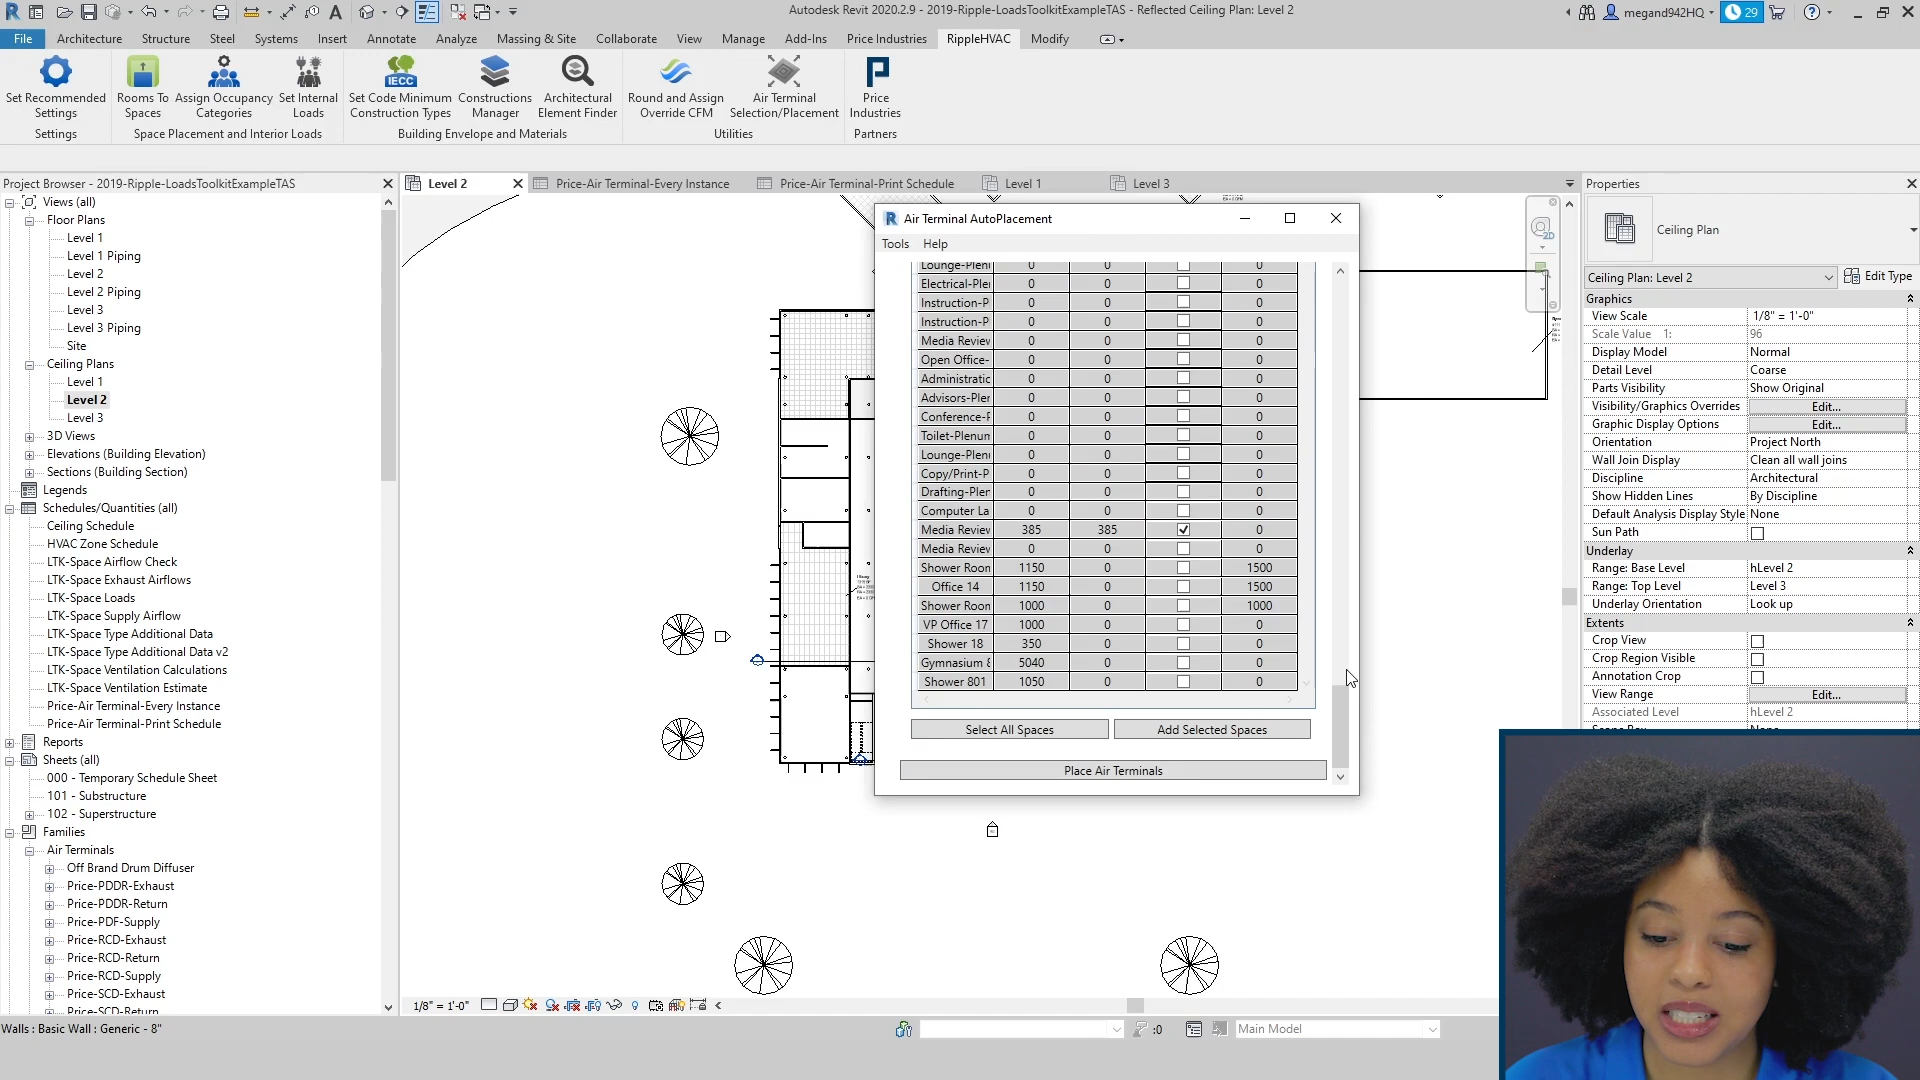 Autodesk Revit 2020.2.9 - 2019-Ripple-LoadsToolkitExampleTAS - Reflected Ceiling Plan: Level 2
megand942HQ
29
File Architecture Structure Steel Systems Insert Annotate Analyze Massing & Site Collaborate View Manage Add-Ins Price Industries RippleHVAC Modify
Set Recommended Settings
Rooms To Spaces
Assign Occupancy Categories
Set Internal Loads
IECC
Set Code Minimum Construction Types
Constructions Manager
Architectural Element Finder
Round and Assign Override CFM
Air Terminal Selection/Placement
Price Industries
Settings
Space Placement and Interior Loads
Building Envelope and Materials
Utilities
Partners
Project Browser - 2019-Ripple-LoadsToolkitExampleTAS
Views (all)
Floor Plans
Level 1
Level 1 Piping
Level 2
Level 2 Piping
Level 3
Level 3 Piping
Site
Ceiling Plans
Level 1
Level 2
Level 3
3D Views
Elevations (Building Elevation)
Sections (Building Section)
Legends
Schedules/Quantities (all)
Ceiling Schedule
HVAC Zone Schedule
LTK-Space Airflow Check
LTK-Space Exhaust Airflows
LTK-Space Loads
LTK-Space Supply Airflow
LTK-Space Type Additional Data
LTK-Space Type Additional Data v2
LTK-Space Ventilation Calculations
LTK-Space Ventilation Estimate
Price-Air Terminal-Every Instance
Price-Air Terminal-Print Schedule
Reports
Sheets (all)
000 - Temporary Schedule Sheet
101 - Substructure
102 - Superstructure
Families
Air Terminals
Off Brand Drum Diffuser
Price-PDDR-Exhaust
Price-PDDR-Return
Price-PDF-Supply
Price-RCD-Exhaust
Price-RCD-Return
Price-RCD-Supply
Price-SCD-Exhaust
Price-SCD-Return
Level 2
Price-Air Terminal-Every Instance
Price-Air Terminal-Print Schedule
Level 1
Level 3
Air Terminal AutoPlacement
Tools Help
Lounge-Plen 0 0 0
Electrical-Ple 0 0 0
Instruction-P 0 0 0
Instruction-P 0 0 0
Media Review 0 0 0
Open Office- 0 0 0
Administratic 0 0 0
Advisors-Pler 0 0 0
Conference-F 0 0 0
Toilet-Plenum 0 0 0
Lounge-Plen 0 0 0
Copy/Print-P 0 0 0
Drafting-Pler 0 0 0
Computer La 0 0 0
Media Review 385 385 0
Media Review 0 0 0
Shower Roon 1150 0 1500
Office 14 1150 0 1500
Shower Roon 1000 0 1000
VP Office 17 1000 0 0
Shower 18 350 0 0
Gymnasium 8 5040 0 0
Shower 801 1050 0 0
Select All Spaces
Add Selected Spaces
Place Air Terminals
2D
Properties
Ceiling Plan
Ceiling Plan: Level 2
Edit Type
Graphics
View Scale 1/8" = 1'-0"
Scale Value 1: 96
Display Model Normal
Detail Level Coarse
Parts Visibility Show Original
Visibility/Graphics Overrides Edit...
Graphic Display Options Edit...
Orientation Project North
Wall Join Display Clean all wall joins
Discipline Architectural
Show Hidden Lines By Discipline
Default Analysis Display Style None
Sun Path
Underlay
Range: Base Level hLevel 2
Range: Top Level Level 3
Underlay Orientation Look up
Extents
Crop View
Crop Region Visible
Annotation Crop
View Range Edit...
Associated Level hLevel 2
1/8" = 1'-0"
Walls : Basic Wall : Generic - 8"
:0
Main Model